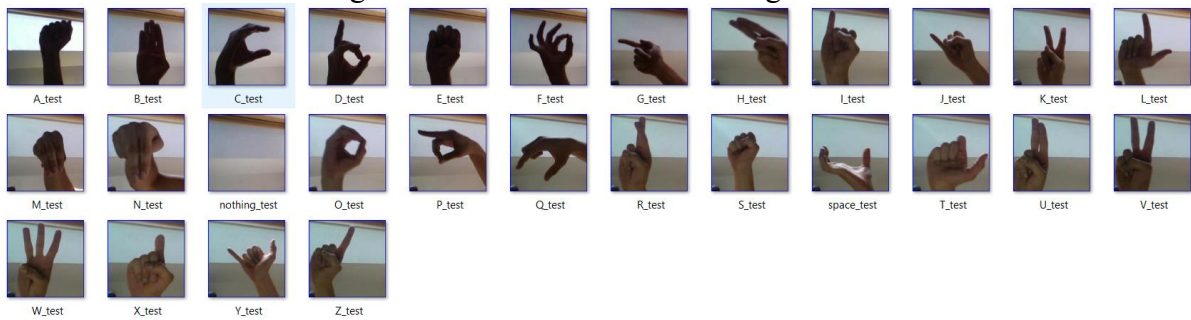 A_test B_test C_test D_test E_test F_test G_test H_test I_test J_test K_test L_test
M_test N_test nothing_test O_test P_test Q_test R_test S_test space_test T_test U_test V_test
W_test X_test Y_test Z_test